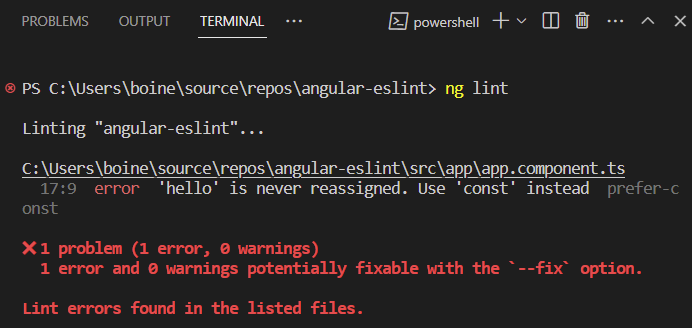 PROBLEMS OUTPUT TERMINAL ··· powershell
PS C:\Users\boine\source\repos\angular-eslint> ng lint
Linting "angular-eslint"...
C:\Users\boine\source\repos\angular-eslint\src\app\app.component.ts
17:9 error 'hello' is never reassigned. Use 'const' instead prefer-c
onst
✖ 1 problem (1 error, 0 warnings)
1 error and 0 warnings potentially fixable with the `--fix` option.
Lint errors found in the listed files.